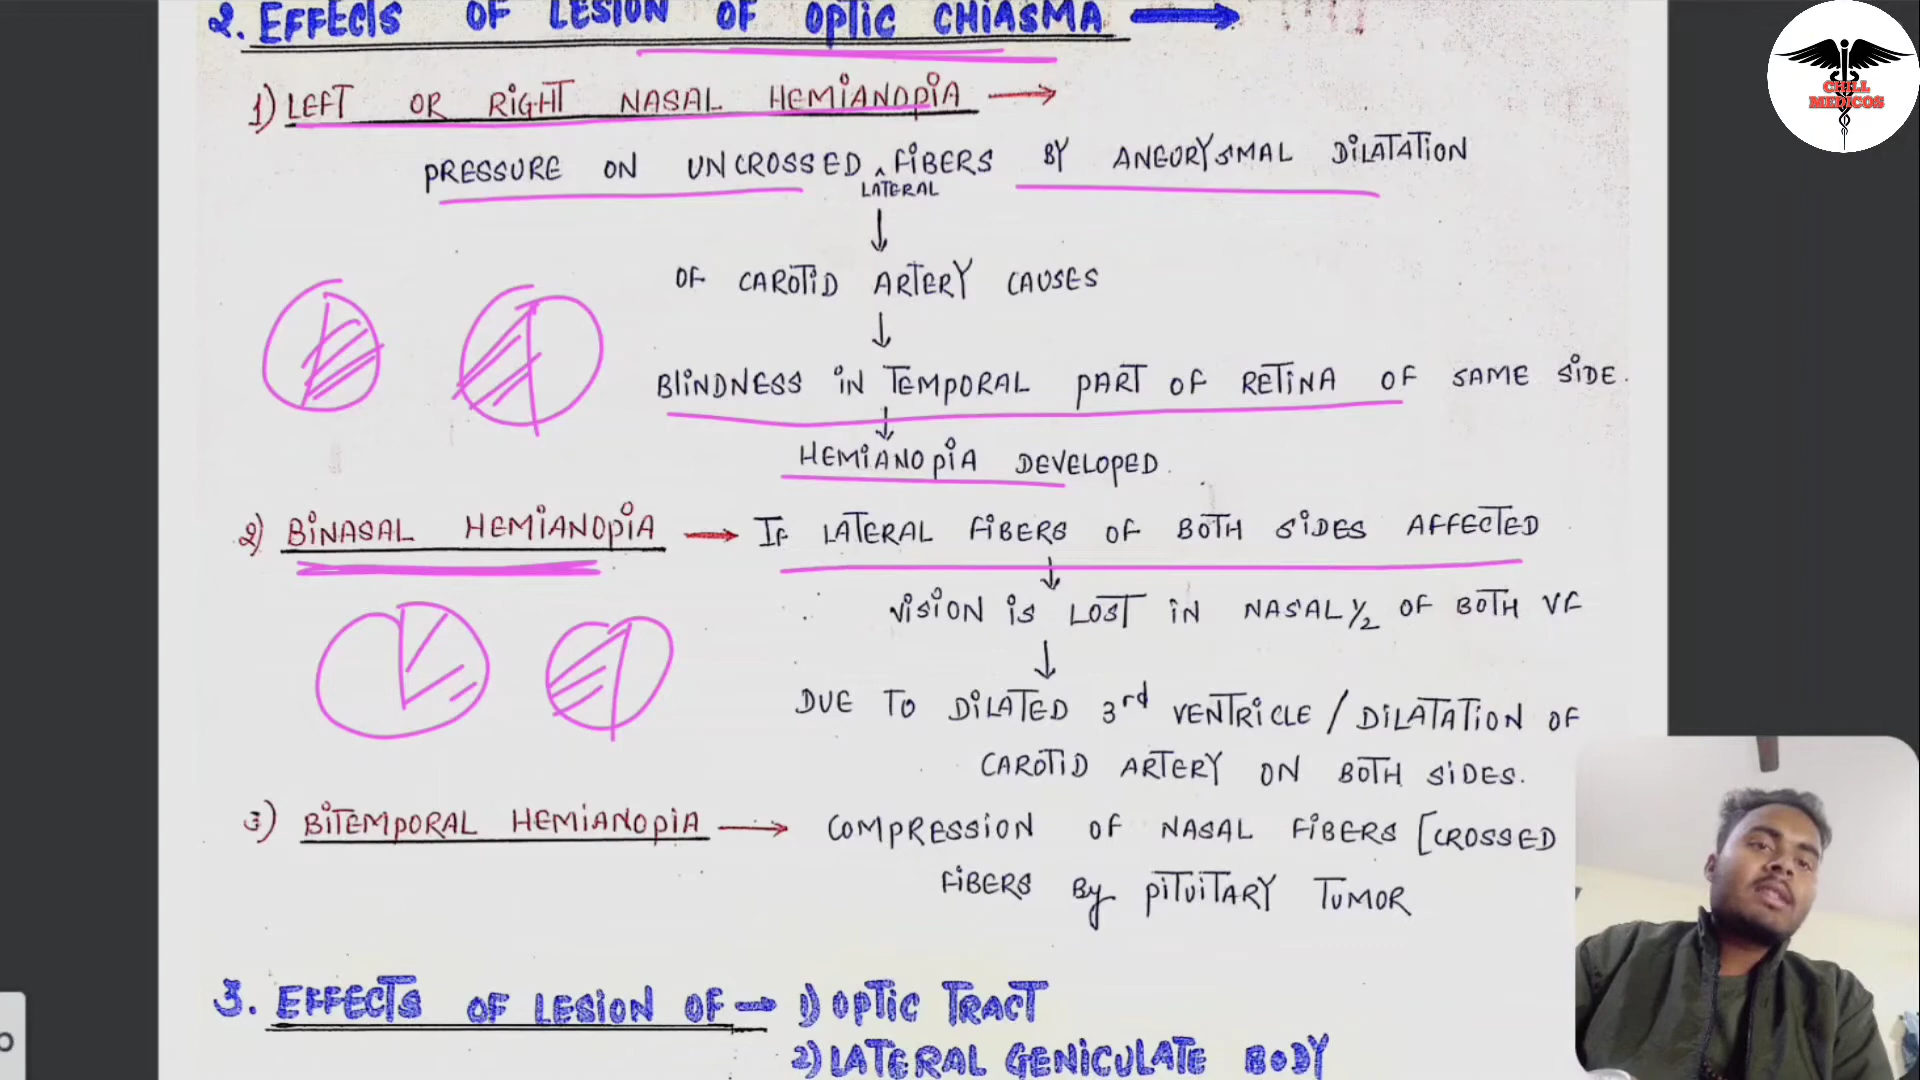 2. EFFECTS OF LESION OF OPTIC CHIASMA →
CHILL
MEDICOS
1) LEFT OR RIGHT NASAL HEMIANOPIA →
PRESSURE ON UNCROSSED ^ FIBERS BY ANEURYSMAL DILATATION
LATERAL
↓
OF CAROTID ARTERY CAUSES
↓
BLINDNESS IN TEMPORAL PART OF RETINA OF SAME SIDE.
↓
HEMIANOPIA DEVELOPED.
2) BINASAL HEMIANOPIA → IF LATERAL FIBERS OF BOTH SIDES AFFECTED
↓
VISION IS LOST IN NASAL 1/2 OF BOTH VF
↓
DUE TO DILATED 3rd VENTRICLE / DILATATION OF
CAROTID ARTERY ON BOTH SIDES.
3) BITEMPORAL HEMIANOPIA → COMPRESSION OF NASAL FIBERS [CROSSED
FIBERS By PITUITARY TUMOR
3. EFFECTS OF LESION OF → 1) OPTIC TRACT
2) LATERAL GENICULATE BODY